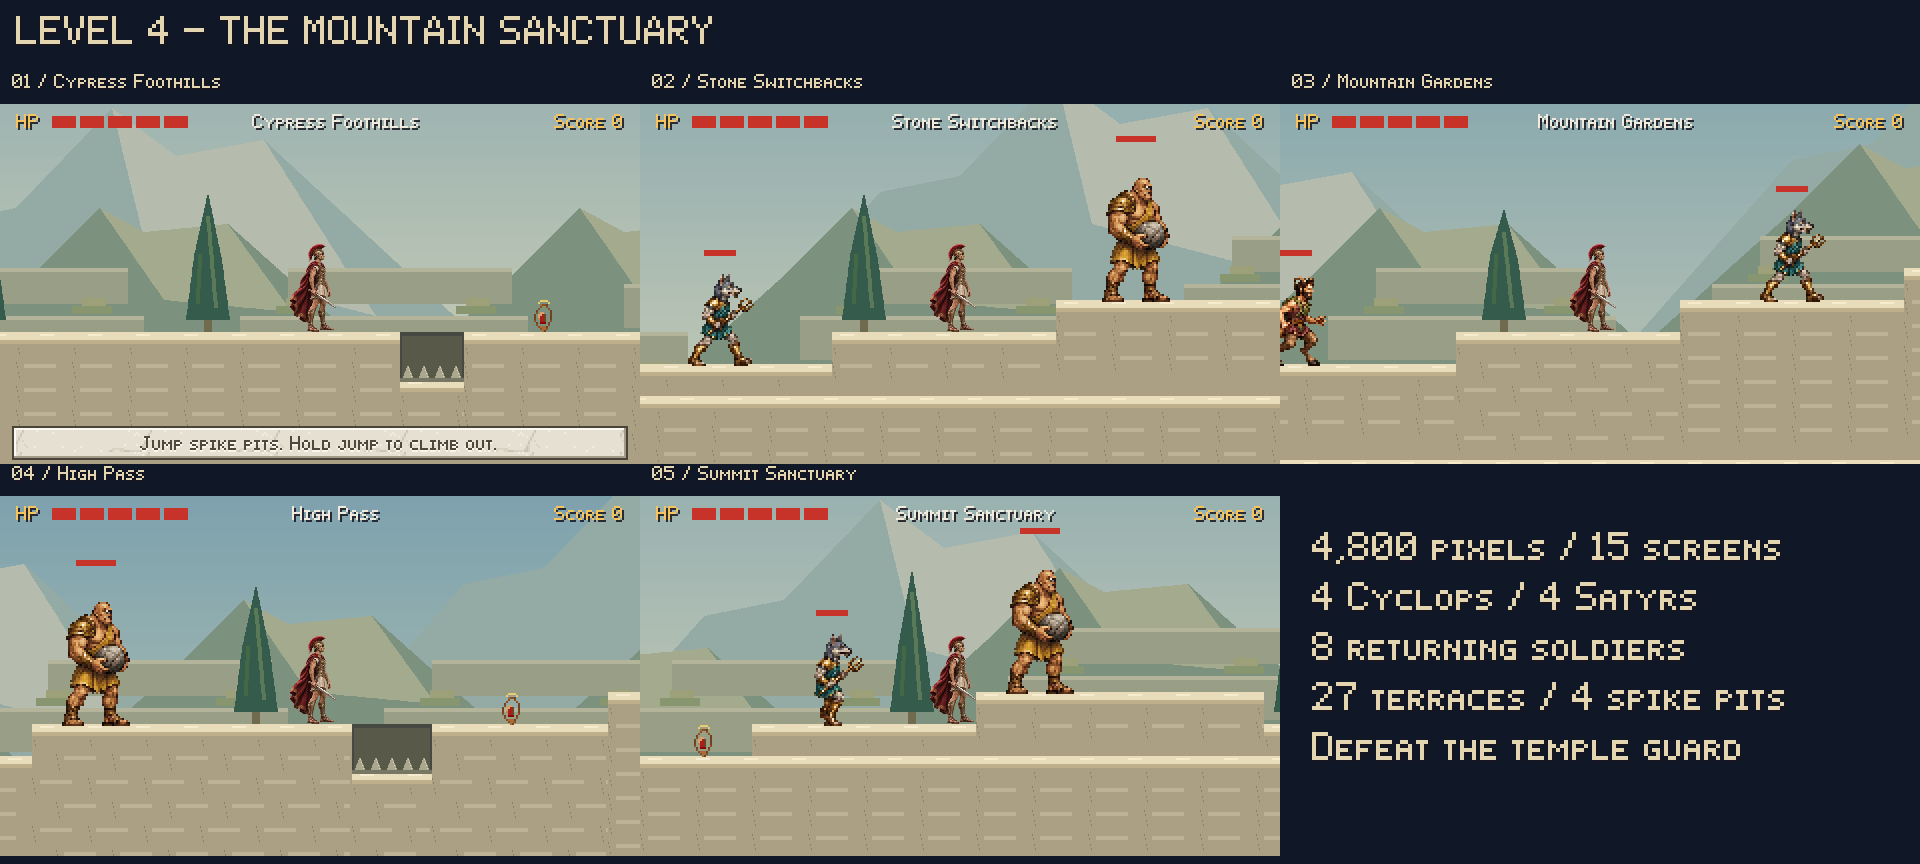 LEVEL 4 – THE MOUNTAIN SANCTUARY
01 / Cypress Foothills
02 / Stone Switchbacks
03 / Mountain Gardens
HP Cypress Foothills Score 0
HP Stone Switchbacks Score 0
HP Mountain Gardens Score 0
Jump spike pits. Hold jump to climb out.
04 / High Pass
05 / Summit Sanctuary
HP High Pass Score 0
HP Summit Sanctuary Score 0
4,800 pixels / 15 screens
4 Cyclops / 4 Satyrs
8 returning soldiers
27 terraces / 4 spike pits
Defeat the temple guard